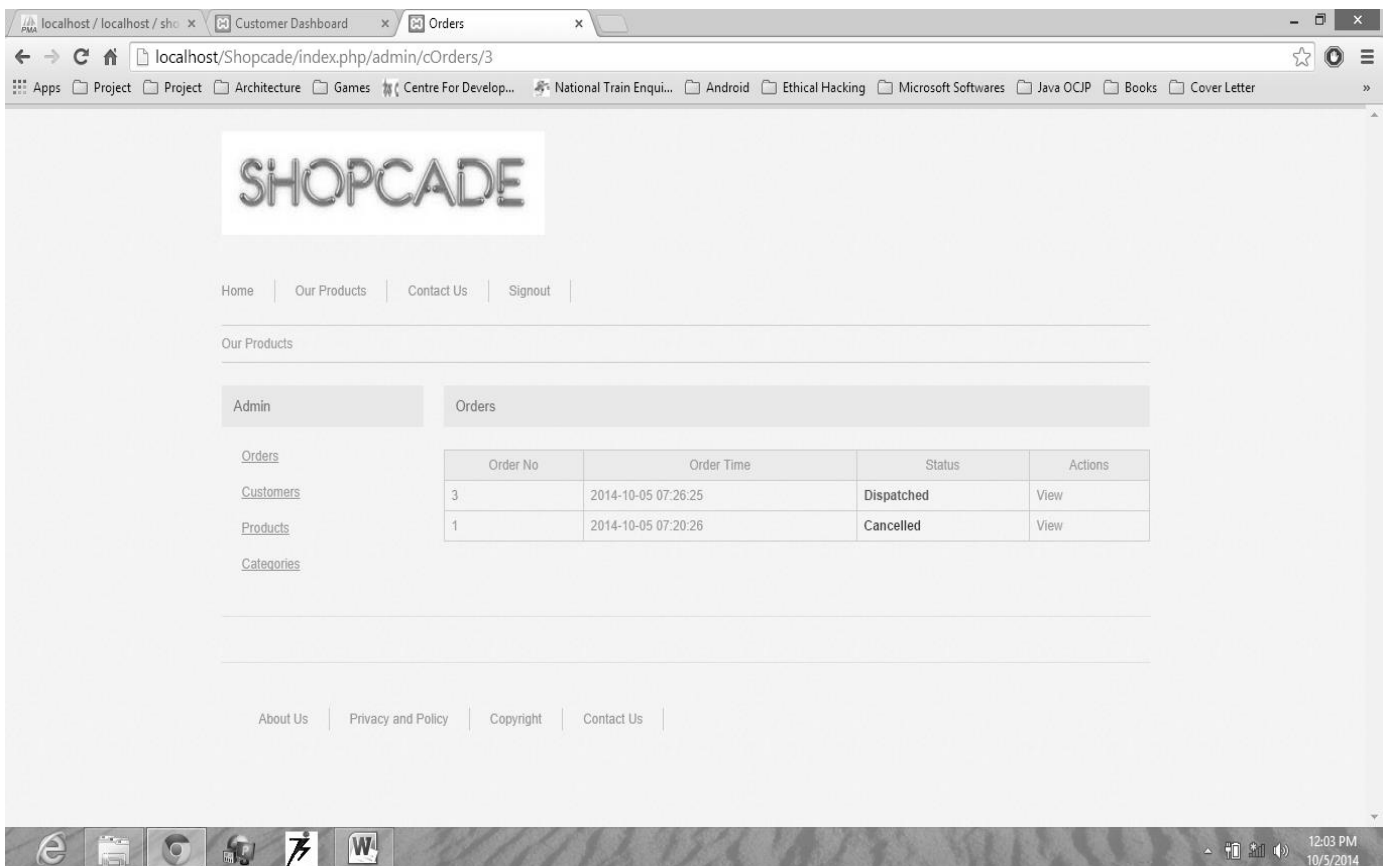 PMA localhost / localhost / sho × Customer Dashboard × Orders ×
localhost/Shopcade/index.php/admin/cOrders/3
Apps Project Project Architecture Games Centre For Develop... National Train Enqui... Android Ethical Hacking Microsoft Softwares Java OCJP Books Cover Letter »
SHOPCADE
Home Our Products Contact Us Signout
Our Products
Admin Orders
Orders
Customers
Products
Categories
Order No Order Time Status Actions
3 2014-10-05 07:26:25 Dispatched View
1 2014-10-05 07:20:26 Cancelled View
About Us Privacy and Policy Copyright Contact Us
12:03 PM
10/5/2014